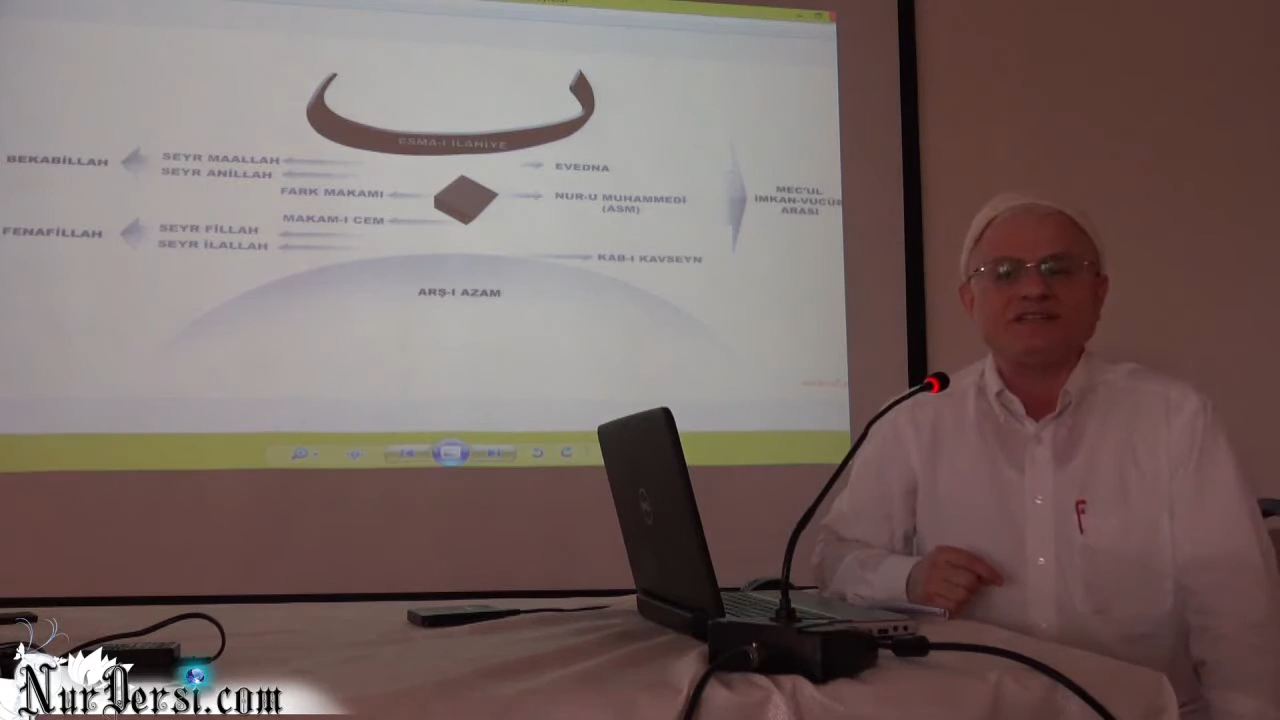 ESMA-I İLAHİYE
BEKABİLLAH
SEYR MAALLAH
SEYR ANİLLAH
EVEDNA
FARK MAKAMI
NUR-U MUHAMMEDİ
(ASM)
MEC'UL
İMKAN-VUCÜB
ARASI
MAKAM-I CEM
FENAFİLLAH
SEYR FİLLAH
SEYR İLALLAH
KAB-I KAVSEYN
ARŞ-I AZAM
NurDersi.com